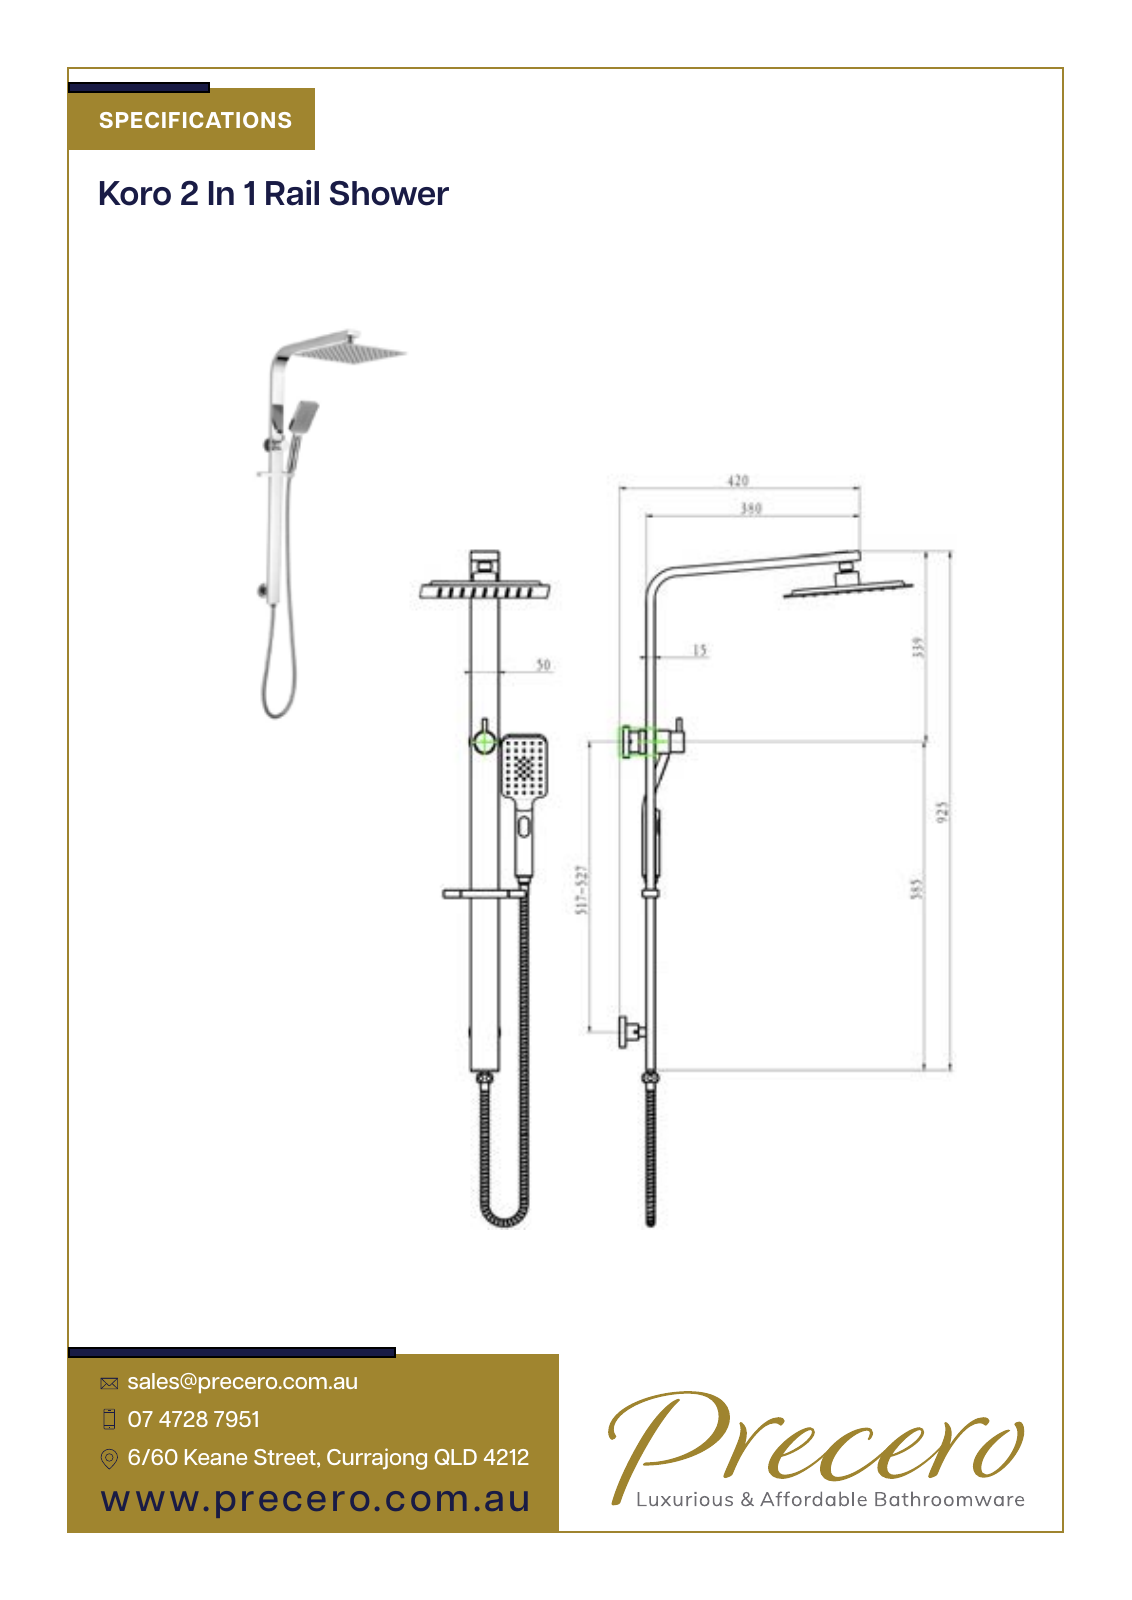 SPECIFICATIONS
Koro 2 In 1 Rail Shower
420
380
339
15
50
925
517-527
585
sales@precero.com.au
07 4728 7951
6/60 Keane Street, Currajong QLD 4212
www.precero.com.au
Precero
Luxurious & Affordable Bathroomware